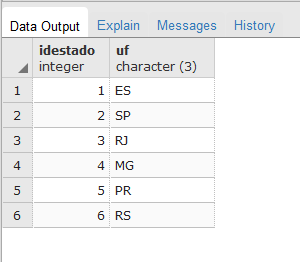 Data Output Explain Messages History
idestado uf
integer character (3)
1 1 ES
2 2 SP
3 3 RJ
4 4 MG
5 5 PR
6 6 RS